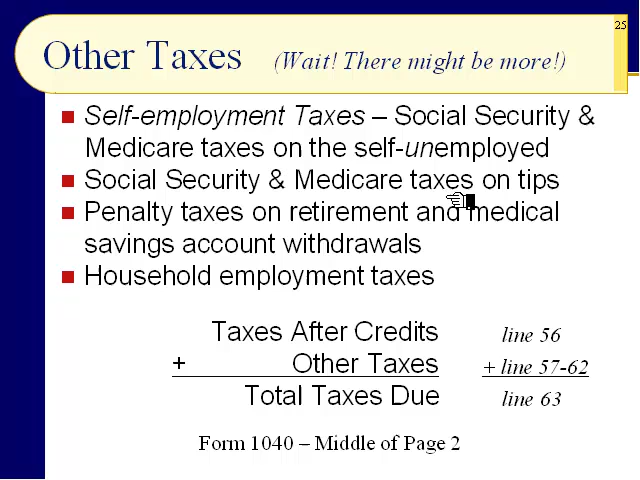 25
Other Taxes (Wait! There might be more!)
Self-employment Taxes – Social Security &
Medicare taxes on the self-unemployed
Social Security & Medicare taxes on tips
Penalty taxes on retirement and medical
savings account withdrawals
Household employment taxes
Taxes After Credits line 56
+ Other Taxes + line 57-62
Total Taxes Due line 63
Form 1040 – Middle of Page 2